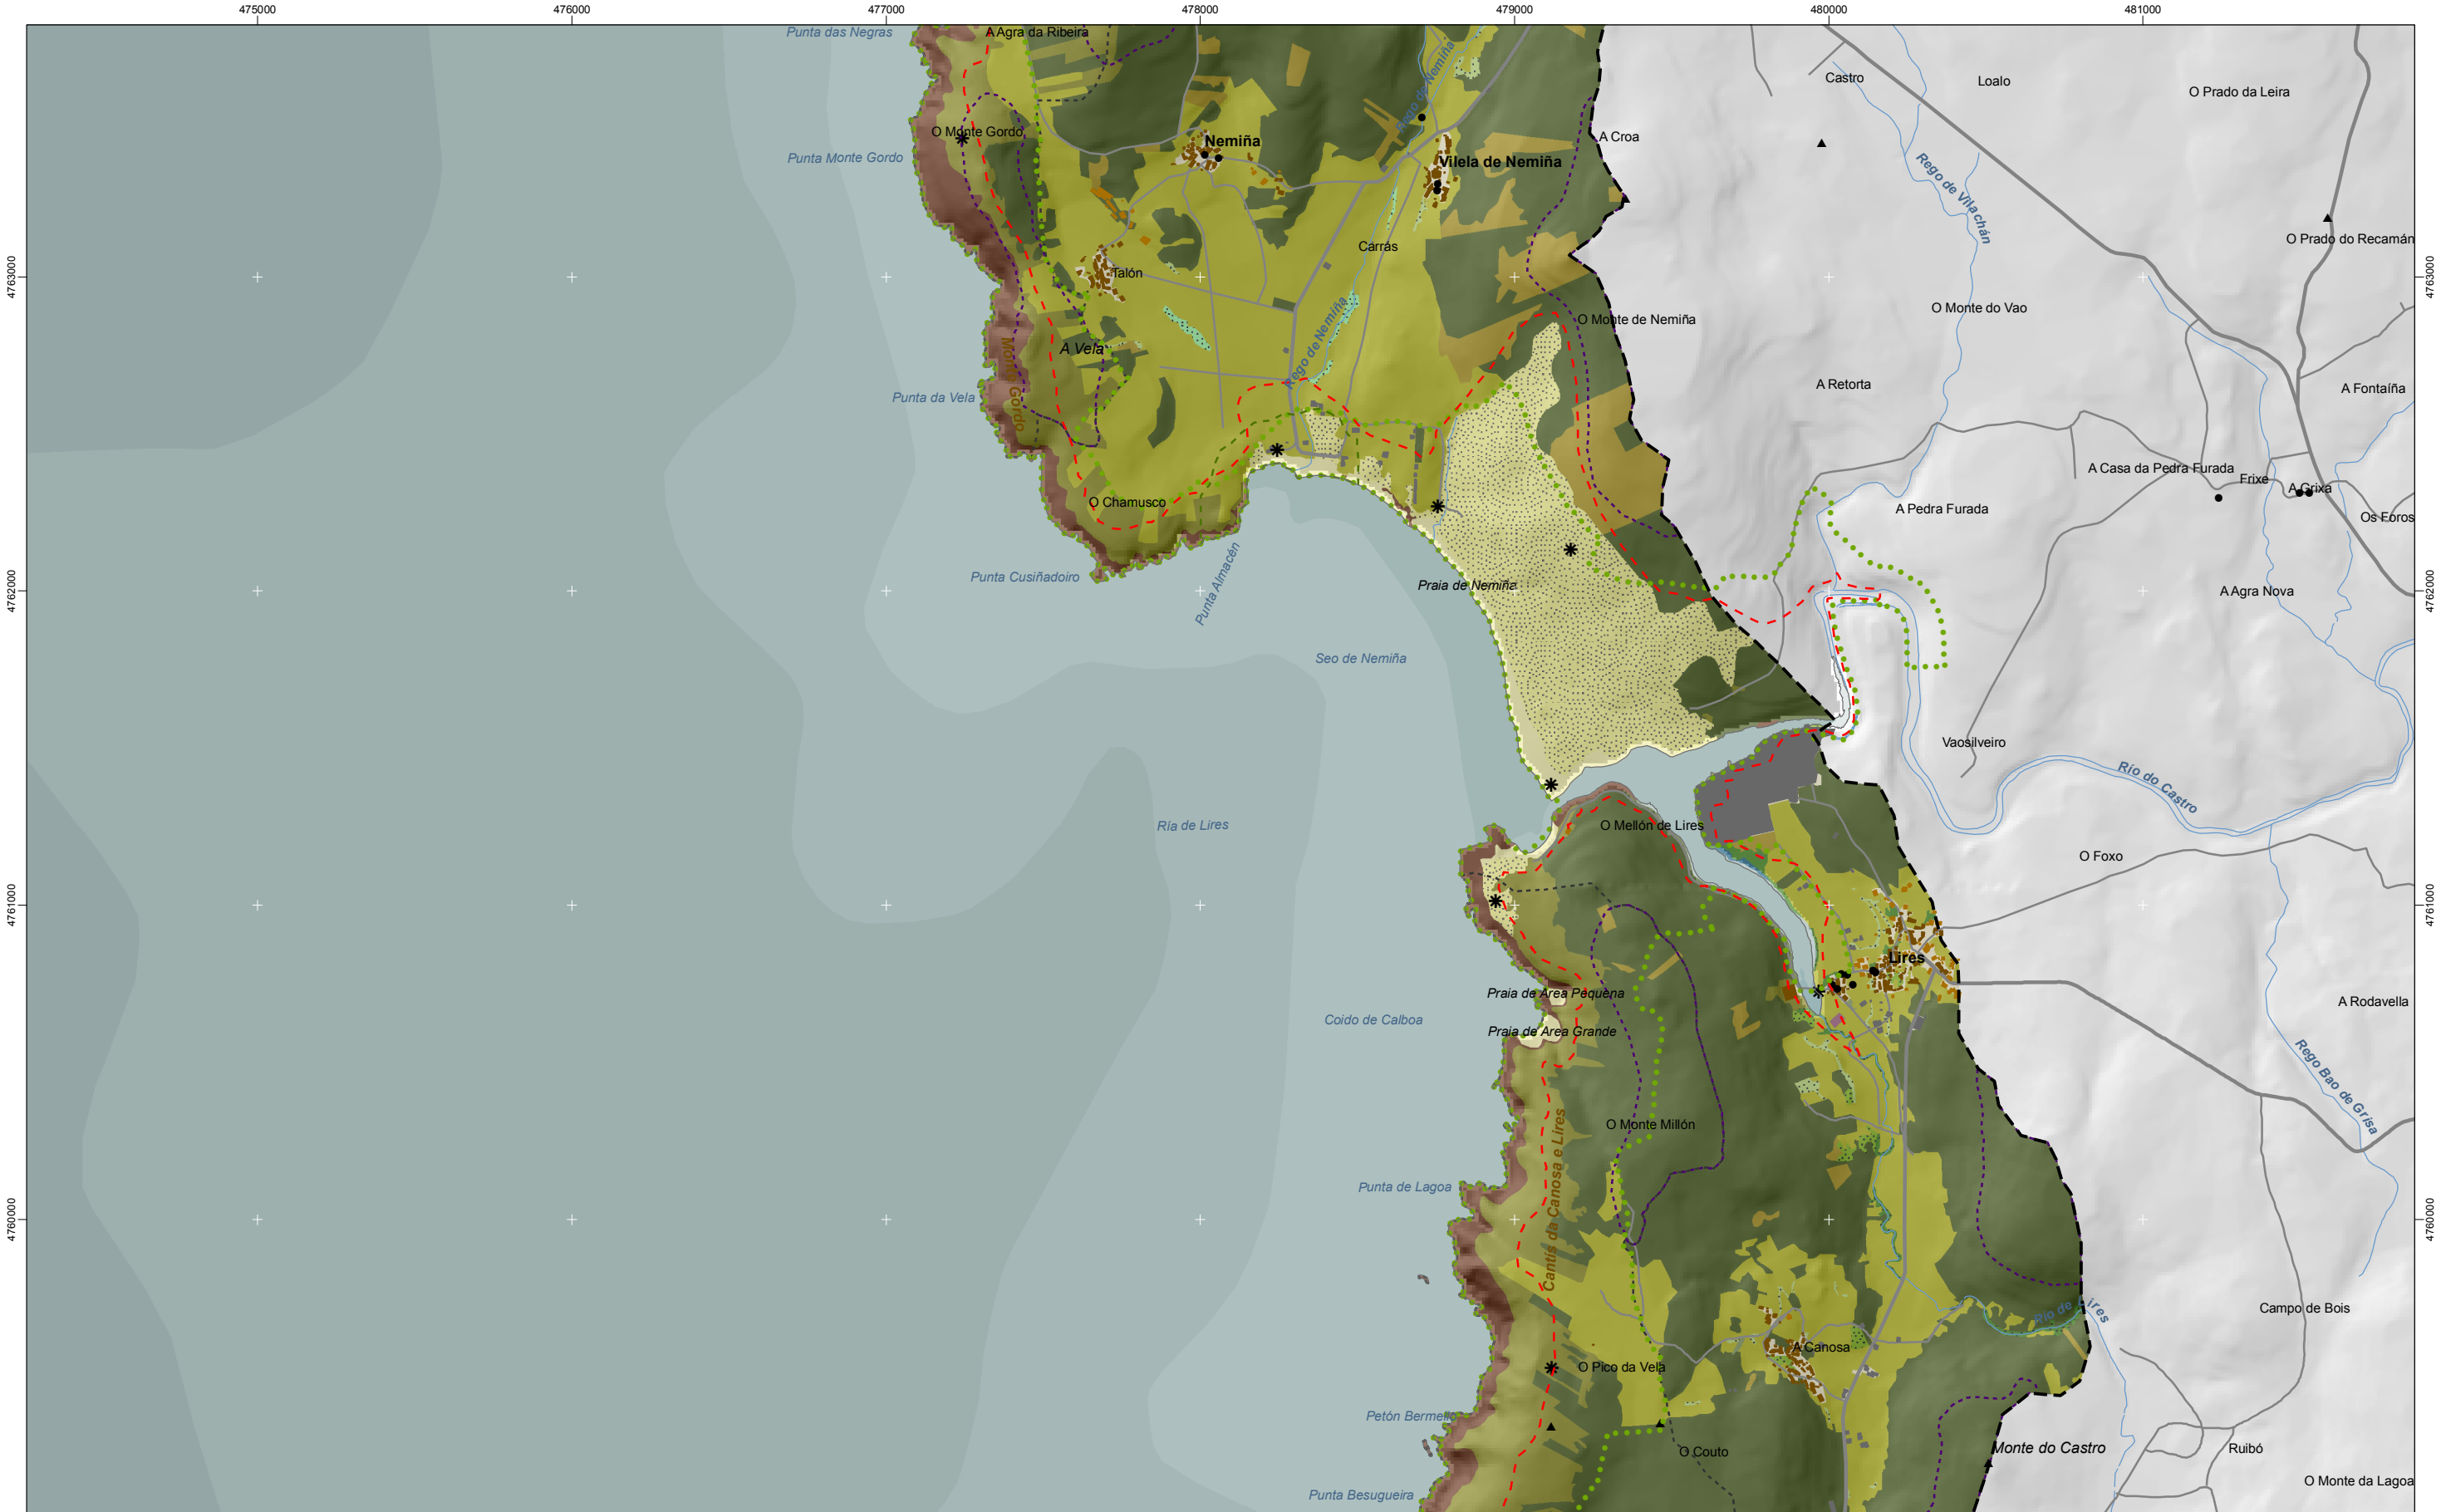 475000
476000
477000
478000
479000
480000
481000
Punta das Negras
A Agra da Ribeira
Castro
Loalo
O Prado da Leira
Rego de Nemiña
O Monte Gordo
Nemiña
A Croa
Punta Monte Gordo
Vilela de Nemiña
Rego de Vilachán
Carrás
O Prado do Recamán
4763000
Talón
4763000
O Monte de Nemiña
O Monte do Vao
Rego de Nemiña
A Vela
Monte Gordo
A Retorta
A Fontaíña
Punta da Vela
A Casa da Pedra Furada
Frixe
A Grixa
O Chamusco
A Pedra Furada
Os Foros
Punta Cusiñadoiro
Punta Almacén
Praia de Nemiña
4762000
A Agra Nova
4762000
Seo de Nemiña
Vaosilveiro
Río do Castro
Ría de Lires
O Mellón de Lires
O Foxo
4761000
4761000
Lires
Praia de Area Pequena
A Rodavella
Coido de Calboa
Praia de Area Grande
Rego Bao de Grisa
O Monte Millón
Punta de Lagoa
Cantís da Canosa e Lires
4760000
4760000
Río de Lires
Campo de Bois
A Canosa
O Pico da Vela
Petón Bermello
O Couto
Monte do Castro
Ruibó
O Monte da Lagoa
Punta Besugueira